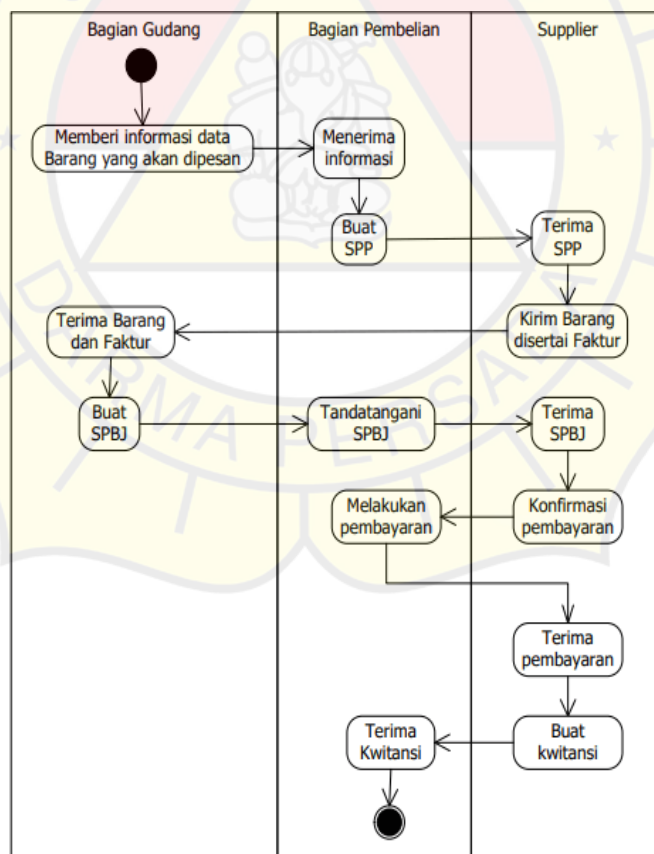 Bagian Gudang
Bagian Pembelian
Supplier
Memberi informasi data
Barang yang akan dipesan
Menerima
informasi
Buat
SPP
Terima
SPP
Kirim Barang
disertai Faktur
Terima Barang
dan Faktur
Buat
SPBJ
Tandatangani
SPBJ
Terima
SPBJ
Konfirmasi
pembayaran
Melakukan
pembayaran
Terima
pembayaran
Buat
kwitansi
Terima
Kwitansi
DARMA PERSADA